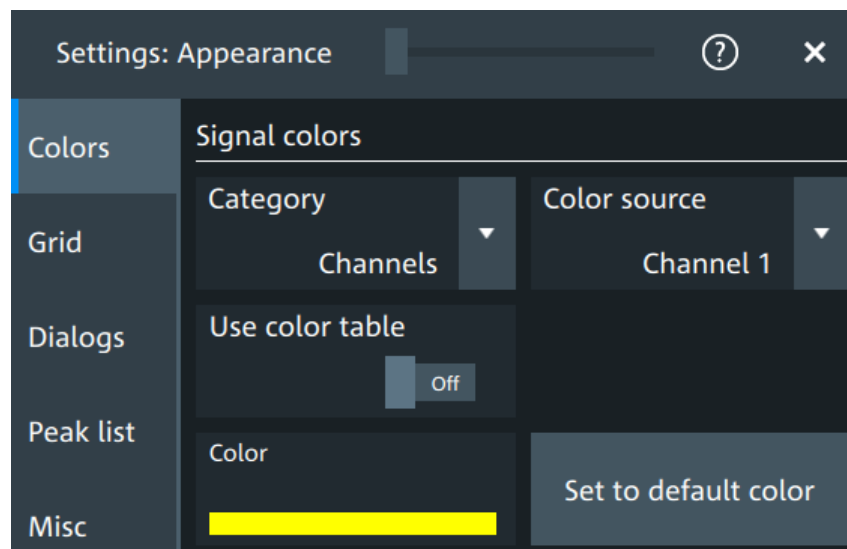 Settings: Appearance
?
Colors
Signal colors
Category
Channels
Color source
Channel 1
Grid
Use color table
Off
Dialogs
Peak list
Color
Set to default color
Misc